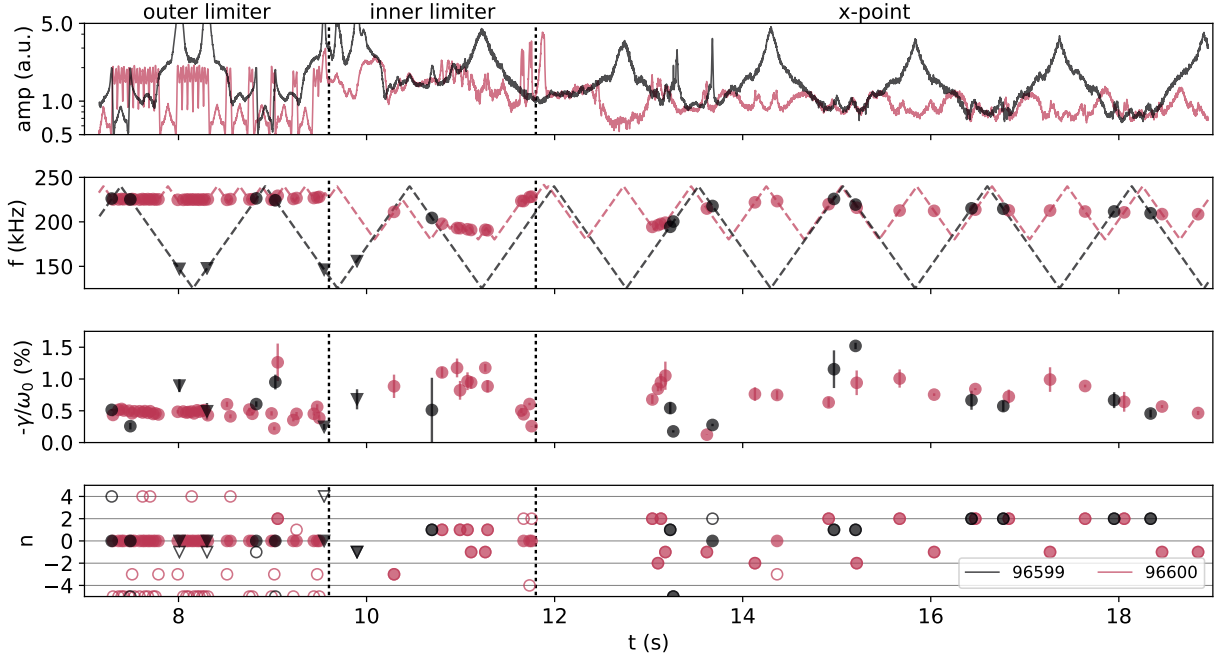 outer limiter inner limiter x-point
amp (a.u.)
5.0
1.0
0.5
f (kHz)
250
200
150
-γ/ω₀ (%)
1.5
1.0
0.5
0.0
n
4
2
0
−2
−4
96599 96600
8 10 12 14 16 18
t (s)